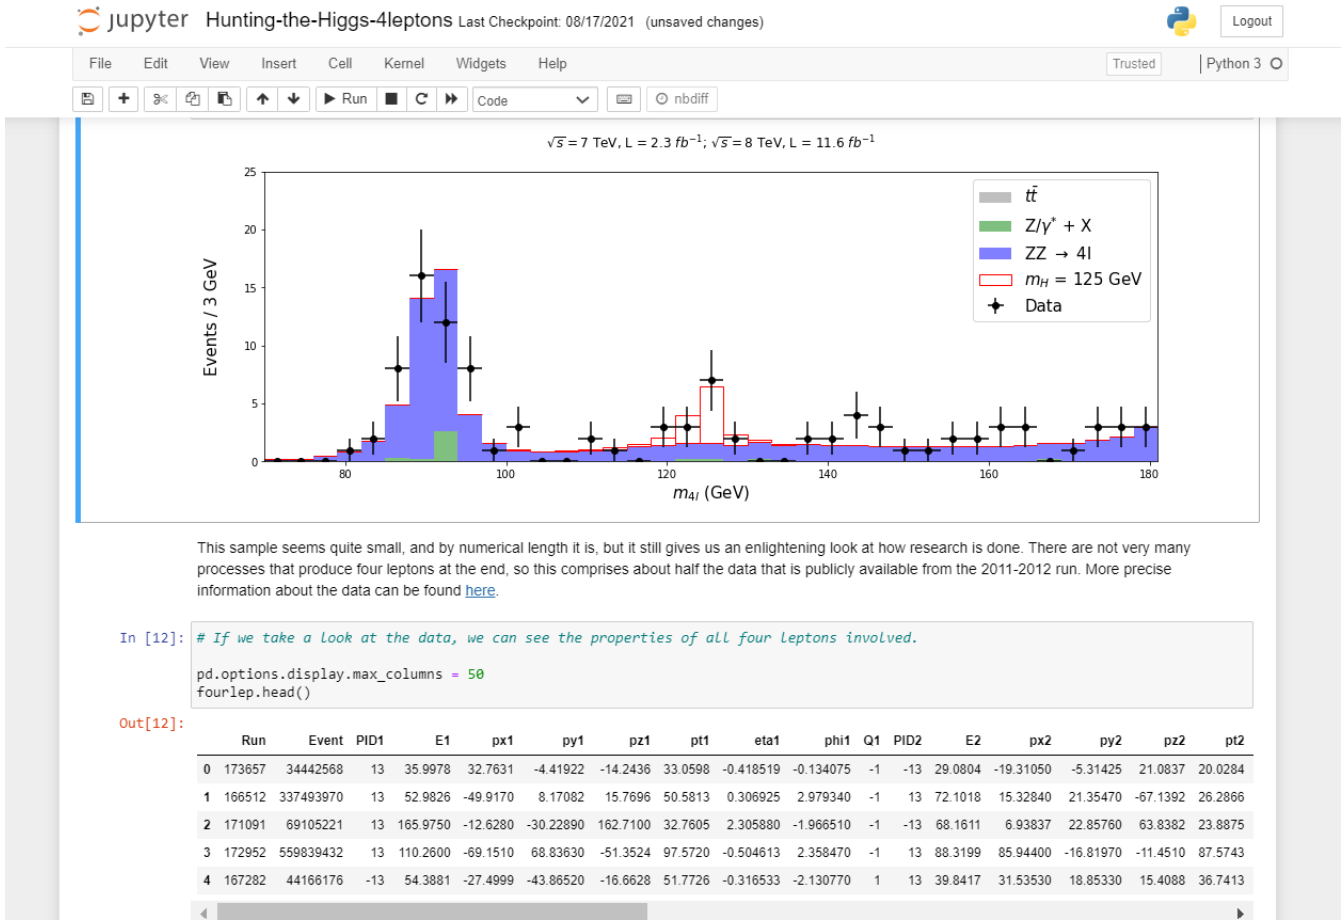 jupyter Hunting-the-Higgs-4leptons Last Checkpoint: 08/17/2021 (unsaved changes) Logout
File Edit View Insert Cell Kernel Widgets Help Trusted Python 3
Run Code nbdiff
√s = 7 TeV, L = 2.3 fb⁻¹; √s = 8 TeV, L = 11.6 fb⁻¹
25
20
15
10
5
0
Events / 3 GeV
tt̄
Z/γ* + X
ZZ → 4l
m_H = 125 GeV
Data
80 100 120 140 160 180
m_4l (GeV)
This sample seems quite small, and by numerical length it is, but it still gives us an enlightening look at how research is done. There are not very many
processes that produce four leptons at the end, so this comprises about half the data that is publicly available from the 2011-2012 run. More precise
information about the data can be found here.
In [12]: # If we take a look at the data, we can see the properties of all four leptons involved.
pd.options.display.max_columns = 50
fourlep.head()
Out[12]:
Run Event PID1 E1 px1 py1 pz1 pt1 eta1 phi1 Q1 PID2 E2 px2 py2 pz2 pt2
0 173657 34442568 13 35.9978 32.7631 -4.41922 -14.2436 33.0598 -0.418519 -0.134075 -1 -13 29.0804 -19.31050 -5.31425 21.0837 20.0284
1 166512 337493970 13 52.9826 -49.9170 8.17082 15.7696 50.5813 0.306925 2.979340 -1 13 72.1018 15.32840 21.35470 -67.1392 26.2866
2 171091 69105221 13 165.9750 -12.6280 -30.22890 162.7100 32.7605 2.305880 -1.966510 -1 -13 68.1611 6.93837 22.85760 63.8382 23.8875
3 172952 559839432 13 110.2600 -69.1510 68.83630 -51.3524 97.5720 -0.504613 2.358470 -1 13 88.3199 85.94400 -16.81970 -11.4510 87.5743
4 167282 44166176 -13 54.3881 -27.4999 -43.86520 -16.6628 51.7726 -0.316533 -2.130770 1 13 39.8417 31.53530 18.85330 15.4088 36.7413